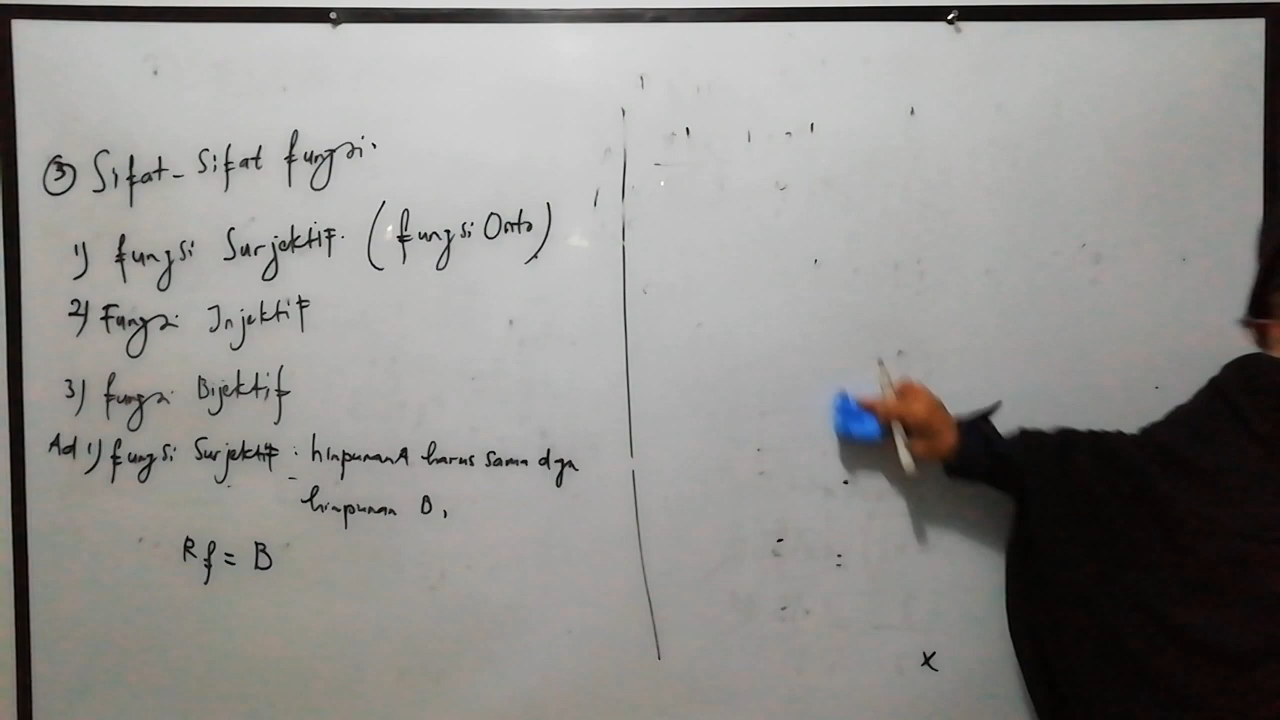 ③ Sifat-Sifat fungsi.
1) fungsi Surjektif. (fungsi Onto)
2) Fungsi Injektif
3) fungsi Bijektif
Ad 1) fungsi Surjektif : himpunan A harus sama dgn
himpunan B,
Rf = B
x